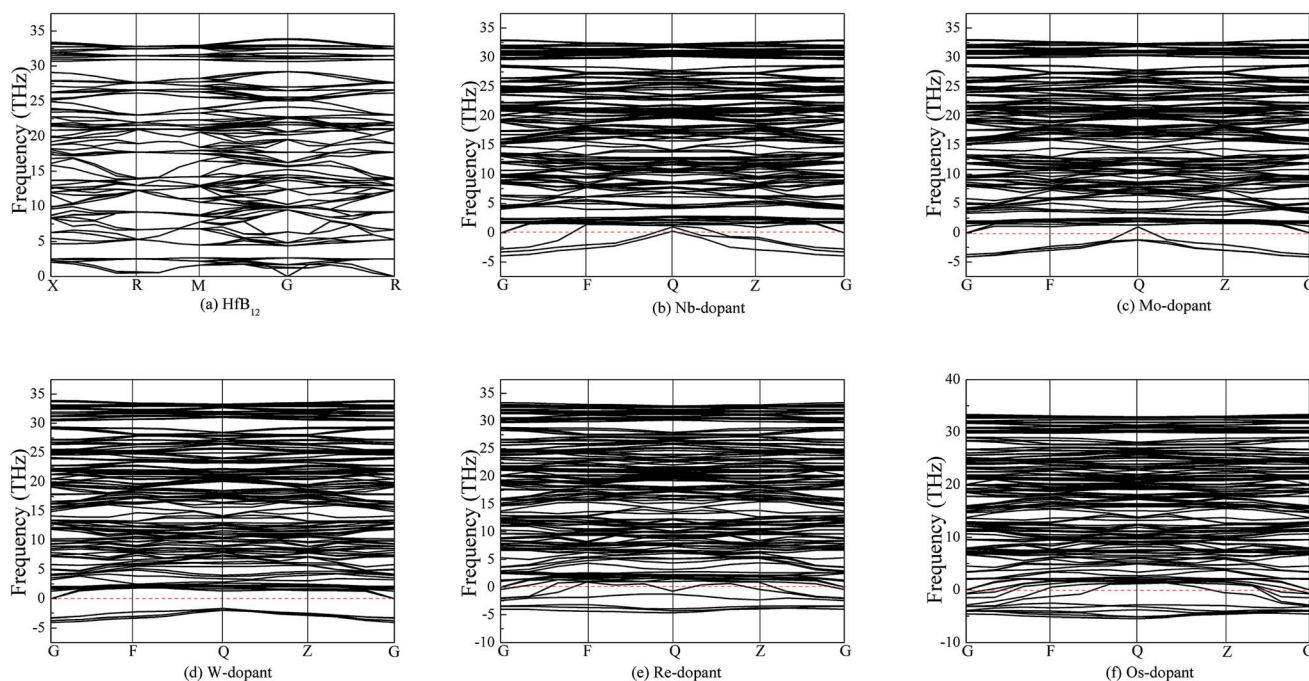 Frequency (THz)
35
30
25
20
15
10
5
0
X R M G R
(a) HfB12
Frequency (THz)
35
30
25
20
15
10
5
0
-5
G F Q Z G
(b) Nb-dopant
Frequency (THz)
35
30
25
20
15
10
5
0
-5
G F Q Z G
(c) Mo-dopant
Frequency (THz)
35
30
25
20
15
10
5
0
-5
G F Q Z G
(d) W-dopant
Frequency (THz)
35
30
25
20
15
10
5
0
-5
-10
G F Q Z G
(e) Re-dopant
Frequency (THz)
40
30
20
10
0
-10
G F Q Z G
(f) Os-dopant